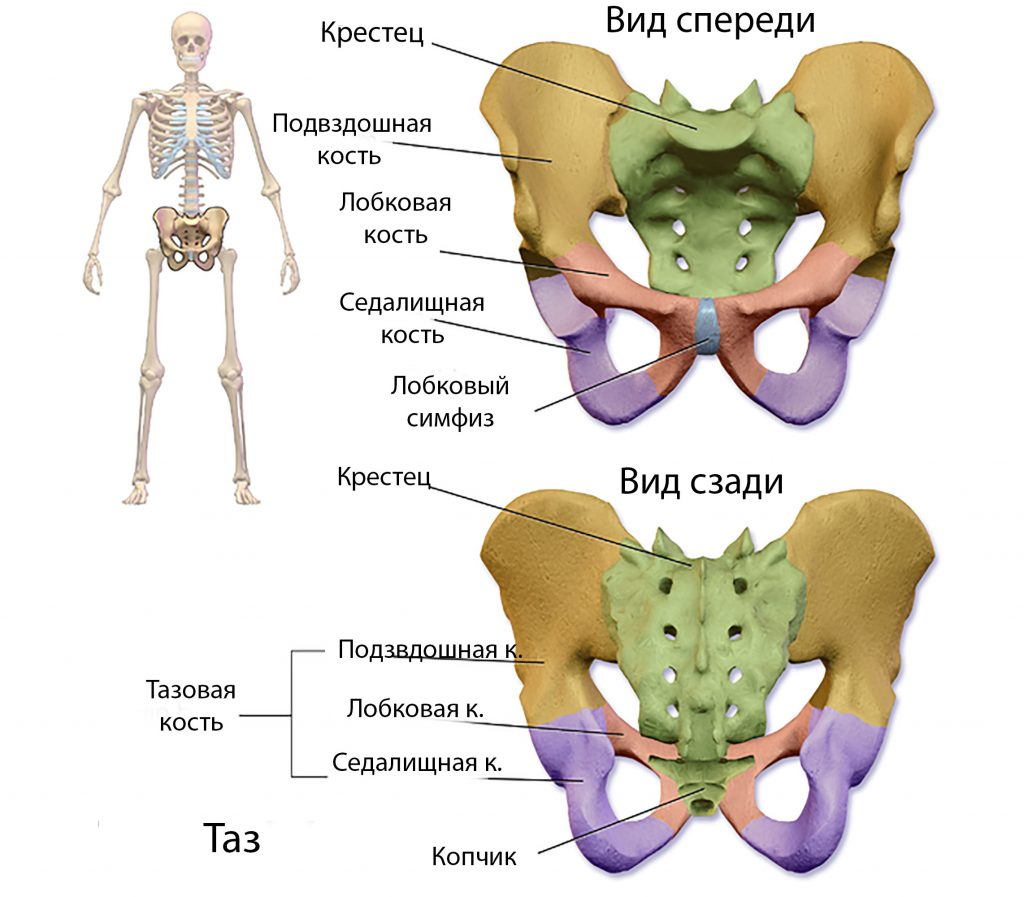 Вид спереди
Крестец
Подвздошная
кость
Лобковая
кость
Седалищная
кость
Лобковый
симфиз
Вид сзади
Крестец
Тазовая
кость
Подзвдошная к.
Лобковая к.
Седалищная к.
Копчик
Таз